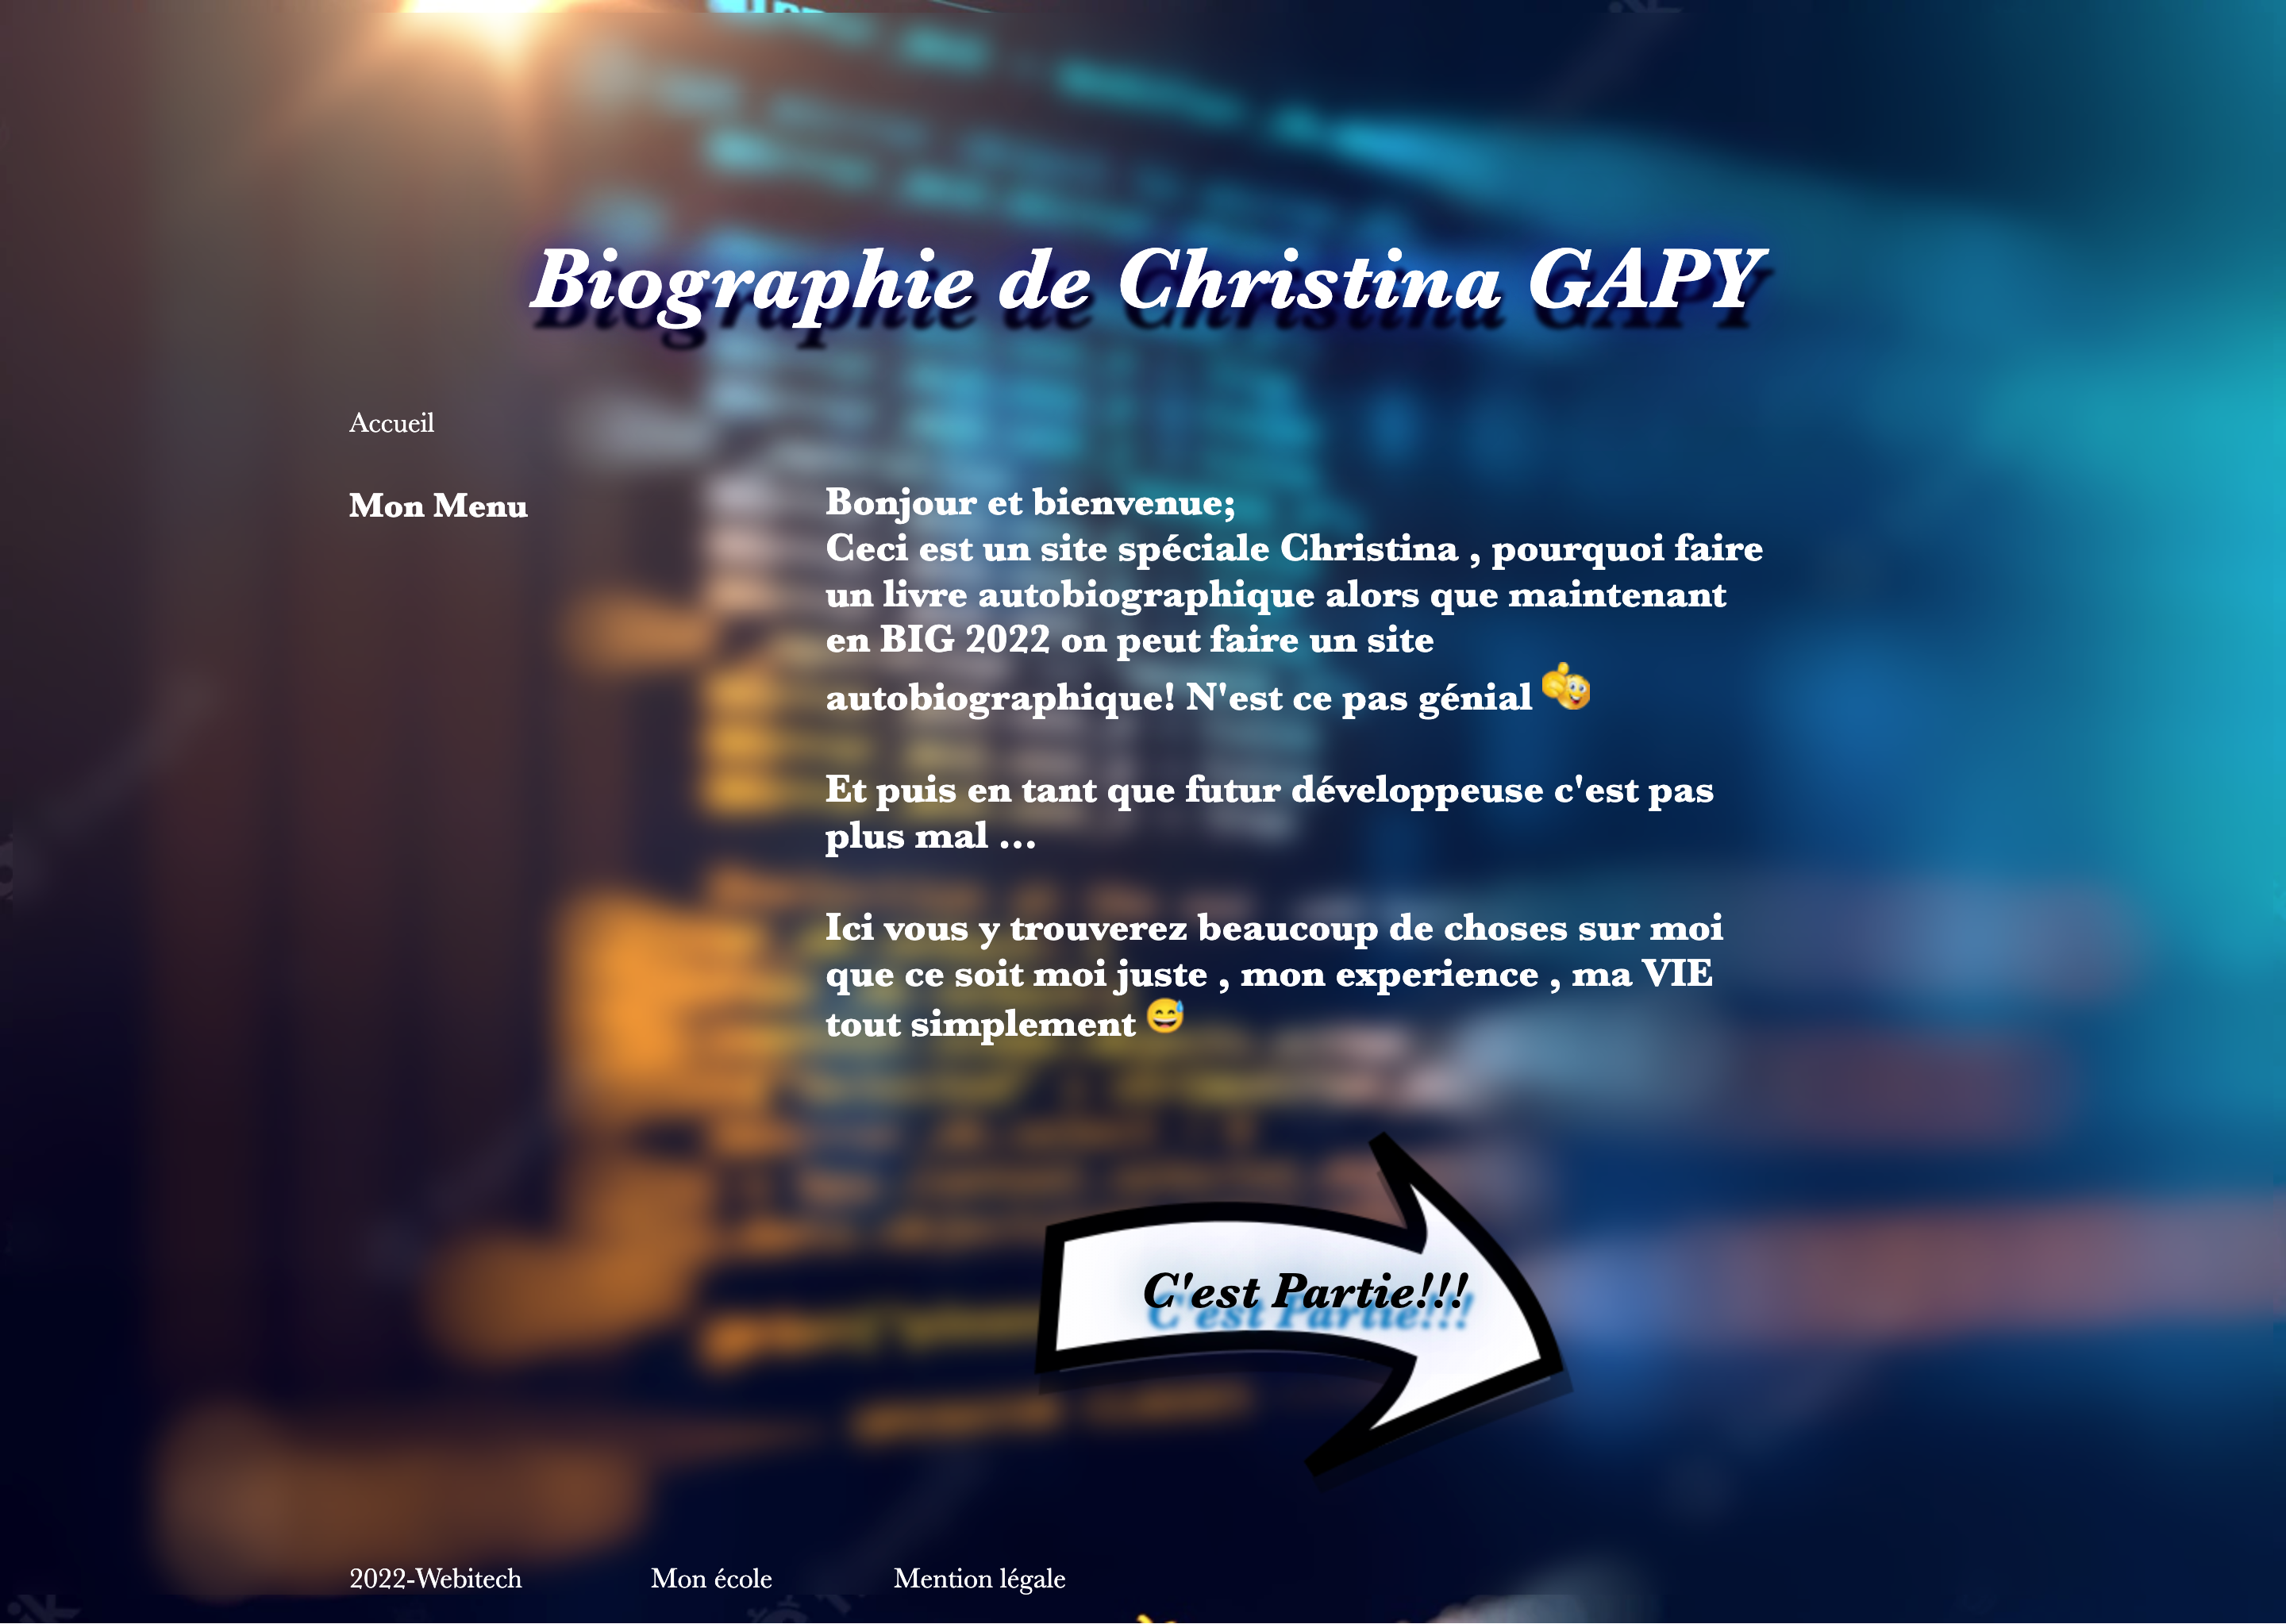 Biographie de Christina GAPY
Accueil
Mon Menu
Bonjour et bienvenue;
Ceci est un site spéciale Christina , pourquoi faire
un livre autobiographique alors que maintenant
en BIG 2022 on peut faire un site
autobiographique! N'est ce pas génial
Et puis en tant que futur développeuse c'est pas
plus mal ...
Ici vous y trouverez beaucoup de choses sur moi
que ce soit moi juste , mon experience , ma VIE
tout simplement 😅
C'est Partie!!!
2022-Webitech
Mon école
Mention légale